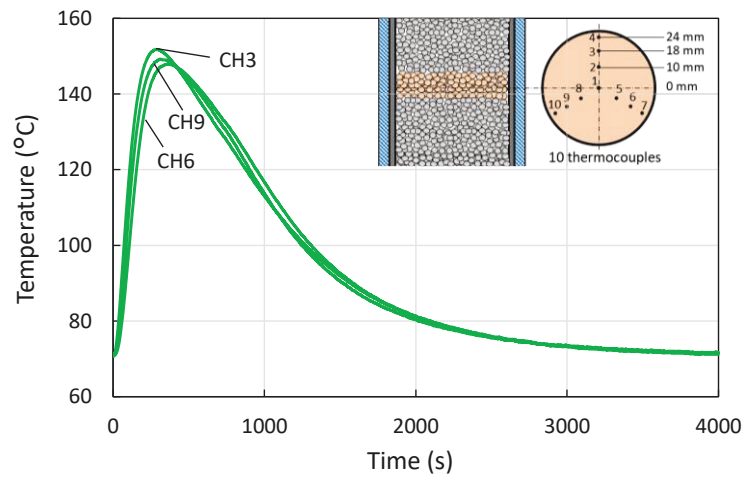 160
140
120
100
80
60
Temperature (°C)
CH3
CH9
CH6
4
3
2
1
24 mm
18 mm
10 mm
0 mm
8
9
10
5
6
7
10 thermocouples
0
1000
2000
3000
4000
Time (s)